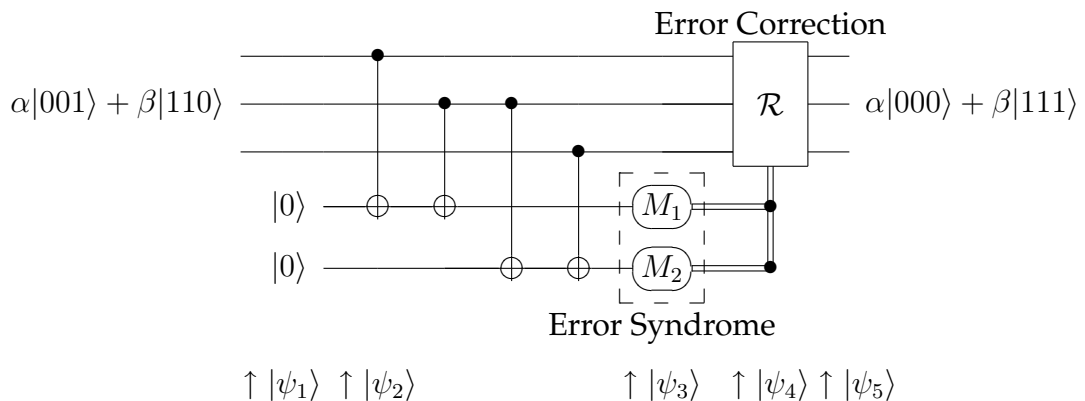 Error Correction
α|001⟩ + β|110⟩ R α|000⟩ + β|111⟩
|0⟩ M₁
|0⟩ M₂
Error Syndrome
↑ |ψ₁⟩ ↑ |ψ₂⟩ ↑ |ψ₃⟩ ↑ |ψ₄⟩ ↑ |ψ₅⟩